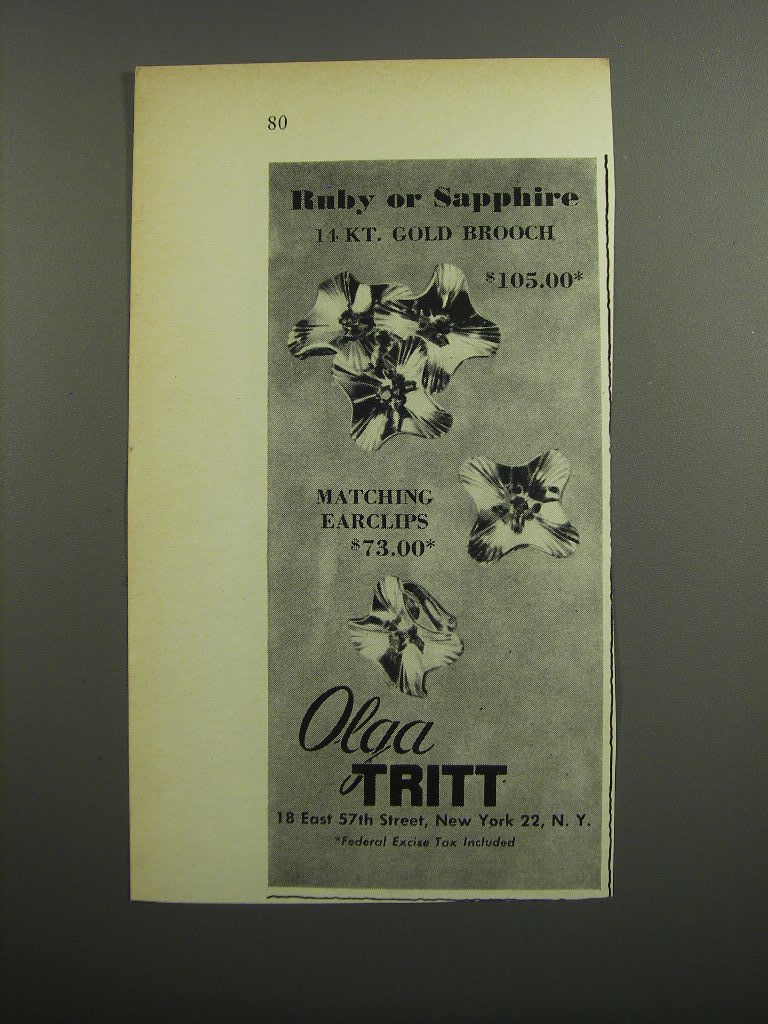 80
Ruby or Sapphire
14 KT. GOLD BROOCH
$105.00*
MATCHING
EARCLIPS
$73.00*
Olga
TRITT
18 East 57th Street, New York 22, N. Y.
*Federal Excise Tax Included